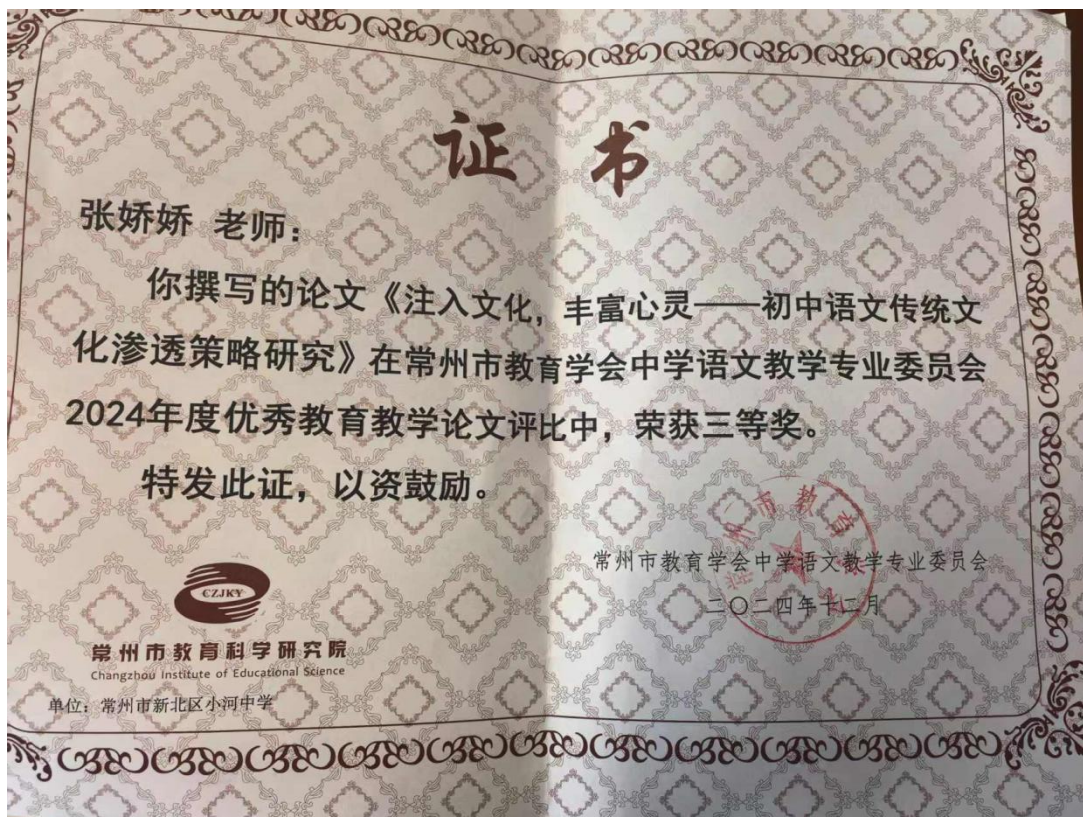 证书
张娇娇 老师：
你撰写的论文《注入文化，丰富心灵——初中语文传统文
化渗透策略研究》在常州市教育学会中学语文教学专业委员会
2024年度优秀教育教学论文评比中，荣获三等奖。
特发此证，以资鼓励。
常州市教育学会中学语文教学专业委员会
二〇二四年十二月
CZJKY
常州市教育科学研究院
Changzhou Institute of Educational Science
单位：常州市新北区小河中学